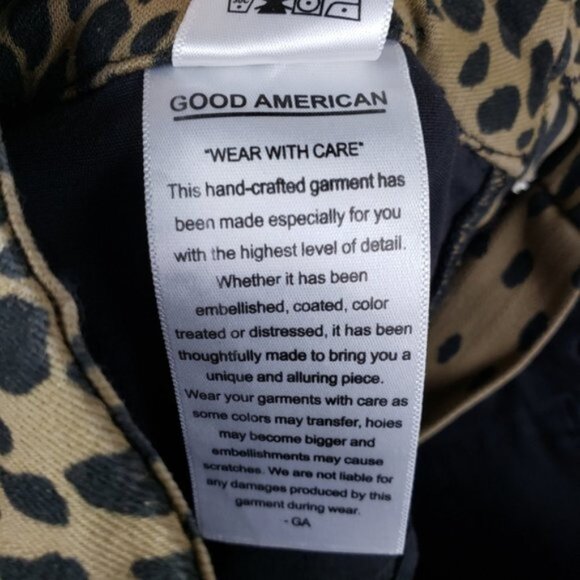 GOOD AMERICAN
"WEAR WITH CARE"
This hand-crafted garment has
been made especially for you
with the highest level of detail.
Whether it has been
embellished, coated, color
treated or distressed, it has been
thoughtfully made to bring you a
unique and alluring piece.
Wear your garments with care as
some colors may transfer, hoies
may become bigger and
embellishments may cause
scratches. We are not liable for
any damages produced by this
garment during wear.
- GA